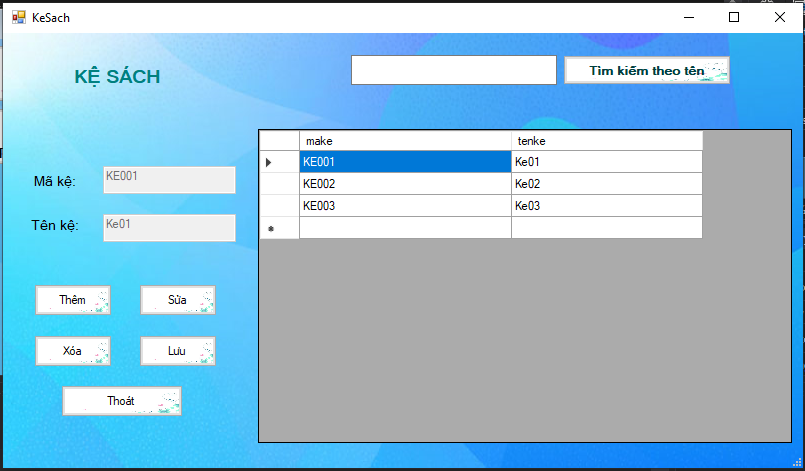 KeSach
KỆ SÁCH
Tìm kiếm theo tên
make tenke
KE001 Ke01
KE002 Ke02
KE003 Ke03
Mã kệ: KE001
Tên kệ: Ke01
Thêm Sửa
Xóa Lưu
Thoát